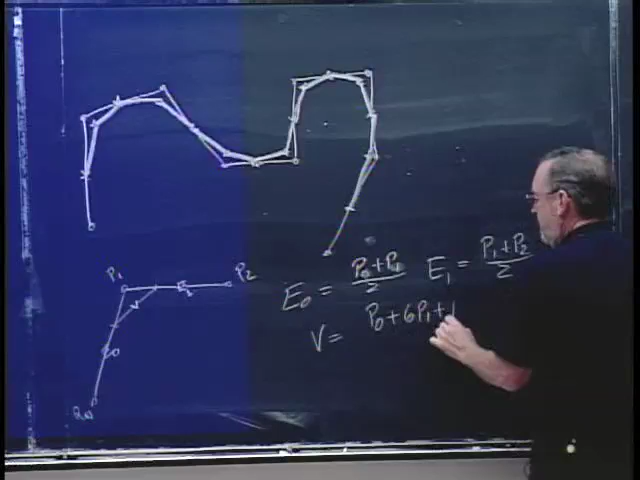 P₁ E₁ P₂
V
E₀
P₀
E₀ = P₀+P₁/2 E₁ = P₁+P₂/2
V = P₀+6P₁+